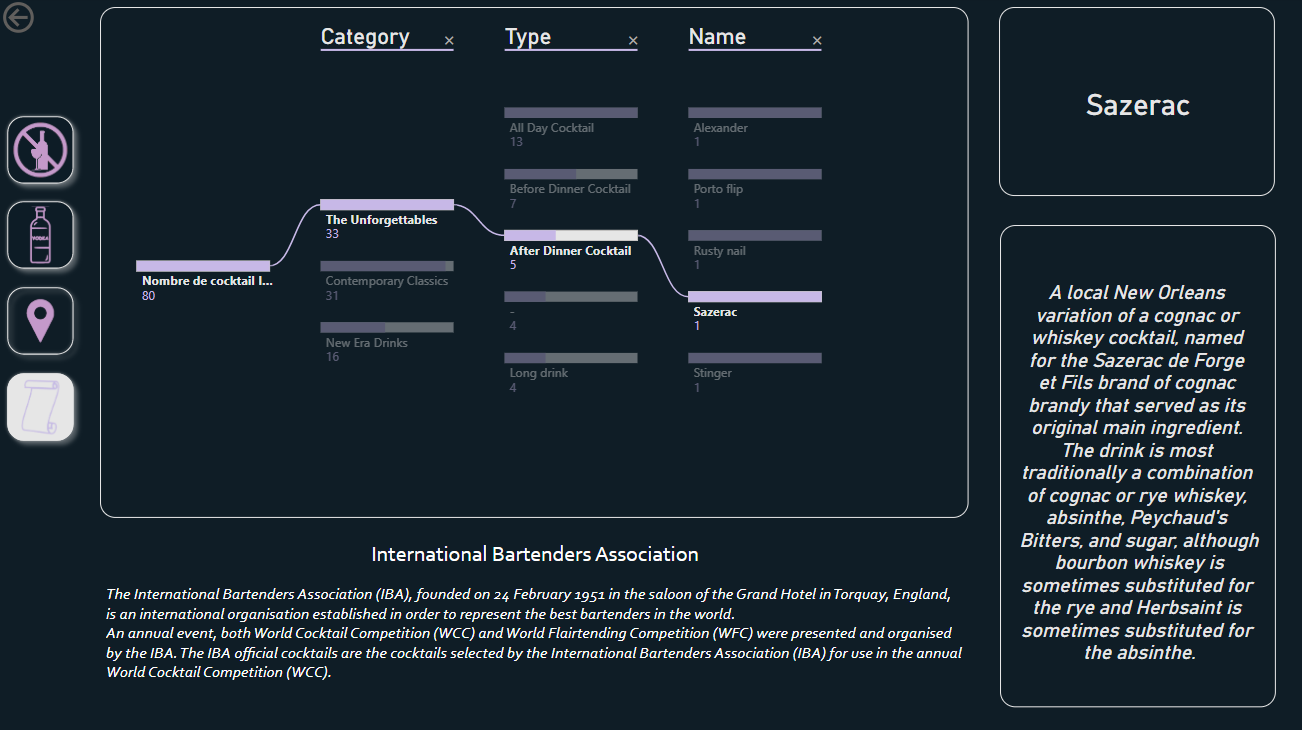 Category ×
Type ×
Name ×
Nombre de cocktail I...
80
The Unforgettables
33
Contemporary Classics
31
New Era Drinks
16
All Day Cocktail
13
Before Dinner Cocktail
7
After Dinner Cocktail
5
-
4
Long drink
4
Alexander
1
Porto flip
1
Rusty nail
1
Sazerac
1
Stinger
1
International Bartenders Association
The International Bartenders Association (IBA), founded on 24 February 1951 in the saloon of the Grand Hotel in Torquay, England,
is an international organisation established in order to represent the best bartenders in the world.
An annual event, both World Cocktail Competition (WCC) and World Flairtending Competition (WFC) were presented and organised
by the IBA. The IBA official cocktails are the cocktails selected by the International Bartenders Association (IBA) for use in the annual
World Cocktail Competition (WCC).
Sazerac
A local New Orleans
variation of a cognac or
whiskey cocktail, named
for the Sazerac de Forge
et Fils brand of cognac
brandy that served as its
original main ingredient.
The drink is most
traditionally a combination
of cognac or rye whiskey,
absinthe, Peychaud's
Bitters, and sugar, although
bourbon whiskey is
sometimes substituted for
the rye and Herbsaint is
sometimes substituted for
the absinthe.
VODKA